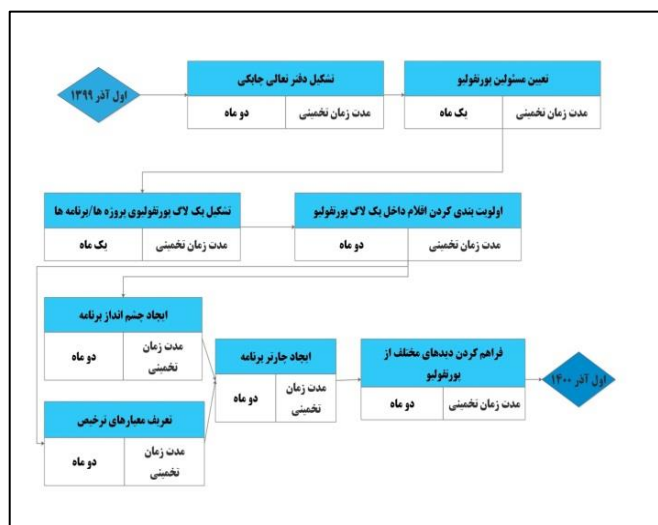 اول آذر ۱۳۹۹
تشکیل دفتر تعالی چابکی
مدت زمان تخمینی
دو ماه
تعیین مسئولین پورتفولیو
مدت زمان تخمینی
یک ماه
تشکیل بک لاگ پورتفولیوی پروژه ها/برنامه ها
مدت زمان تخمینی
یک ماه
اولویت بندی کردن اقلام داخل بک لاگ پورتفولیو
مدت زمان تخمینی
دو ماه
ایجاد چشم انداز برنامه
مدت زمان
تخمینی
دو ماه
تعریف معیارهای ترخیص
مدت زمان
تخمینی
دو ماه
ایجاد چارتر برنامه
مدت زمان
تخمینی
دو ماه
فراهم کردن دیدهای مختلف از
پورتفولیو
مدت زمان تخمینی
دو ماه
اول آذر ۱۴۰۰